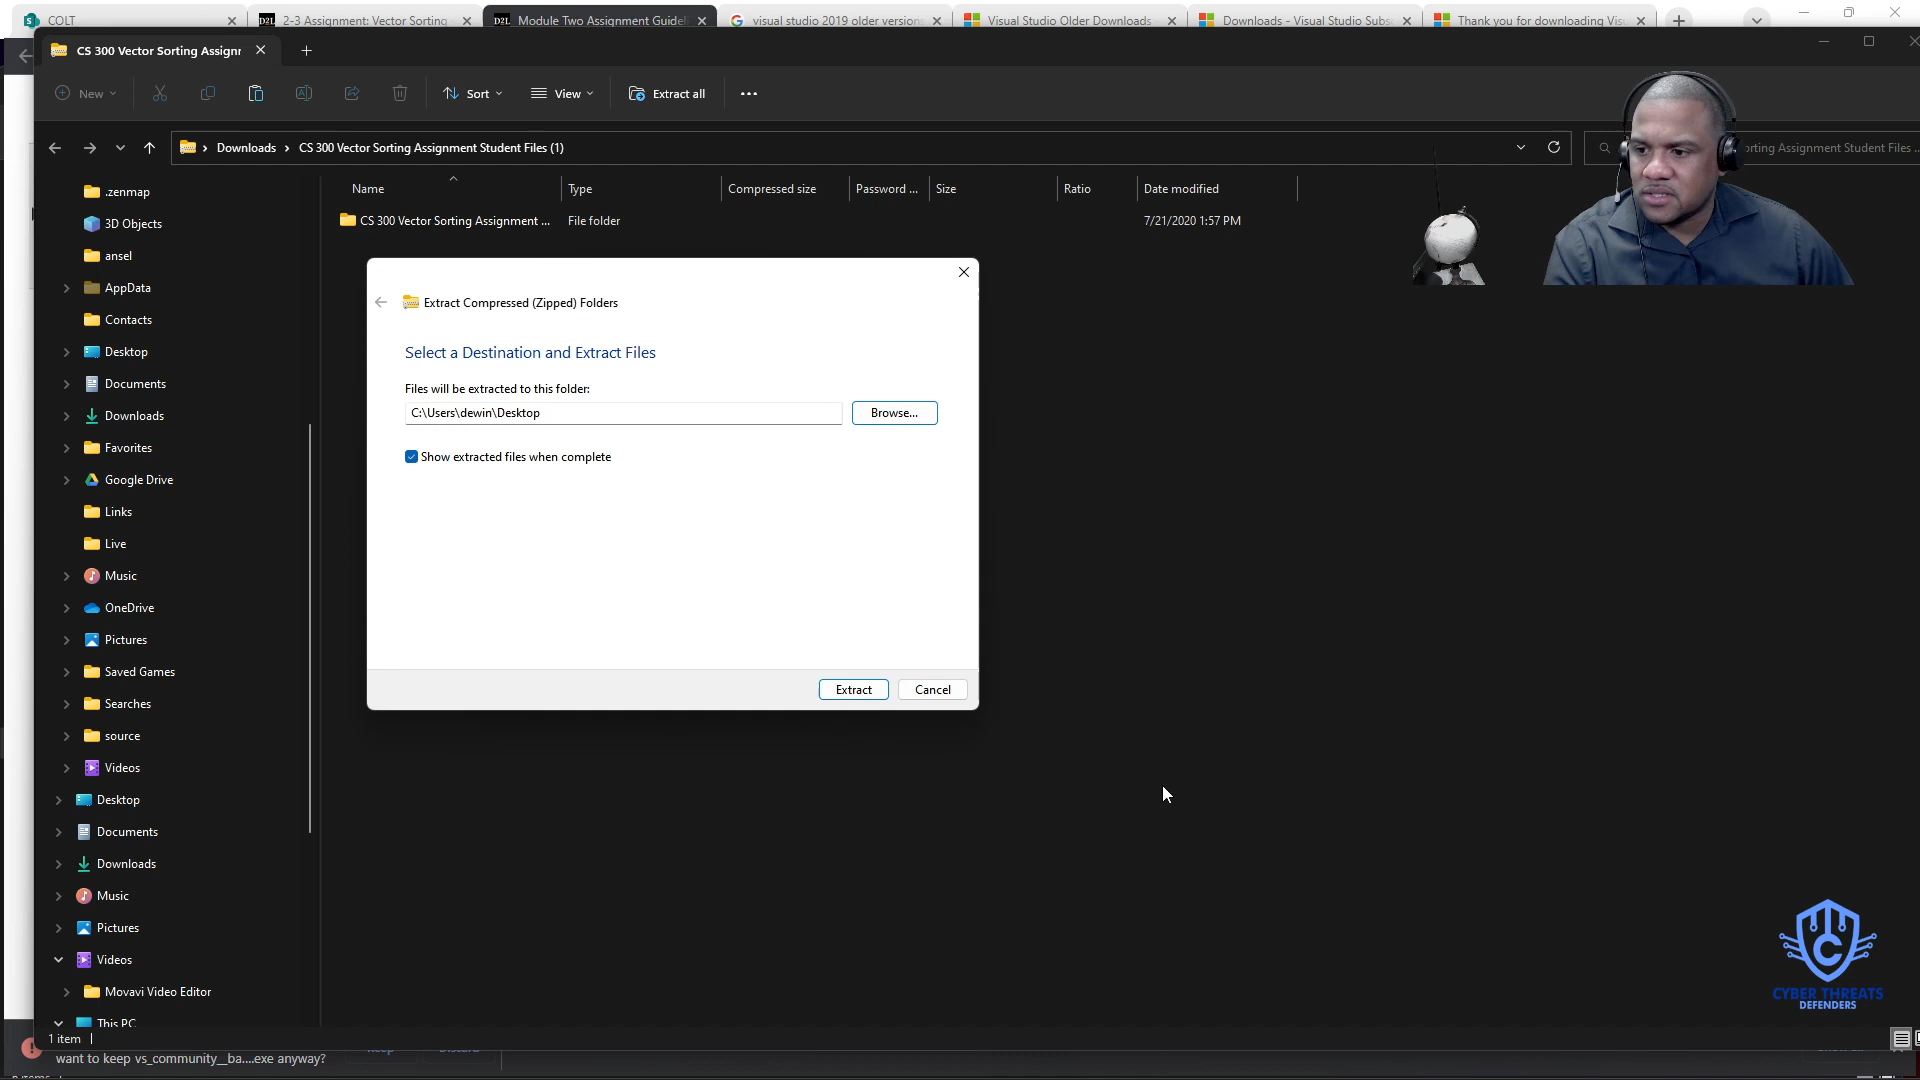 COLT
2-3 Assignment: Vector Sorting
Module Two Assignment Guideli
visual studio 2019 older version
Visual Studio Older Downloads
Downloads - Visual Studio Subs
Thank you for downloading Visu
CS 300 Vector Sorting Assignr
New
Sort
View
Extract all
Downloads > CS 300 Vector Sorting Assignment Student Files (1)
orting Assignment Student Files ...
Name
Type
Compressed size
Password ...
Size
Ratio
Date modified
CS 300 Vector Sorting Assignment ...
File folder
7/21/2020 1:57 PM
.zenmap
3D Objects
ansel
AppData
Contacts
Desktop
Documents
Downloads
Favorites
Google Drive
Links
Live
Music
OneDrive
Pictures
Saved Games
Searches
source
Videos
Desktop
Documents
Downloads
Music
Pictures
Videos
Movavi Video Editor
This PC
Extract Compressed (Zipped) Folders
Select a Destination and Extract Files
Files will be extracted to this folder:
C:\Users\dewin\Desktop
Browse...
Show extracted files when complete
Extract
Cancel
C
CYBER THREATS
DEFENDERS
1 item
want to keep vs_community_ba....exe anyway?